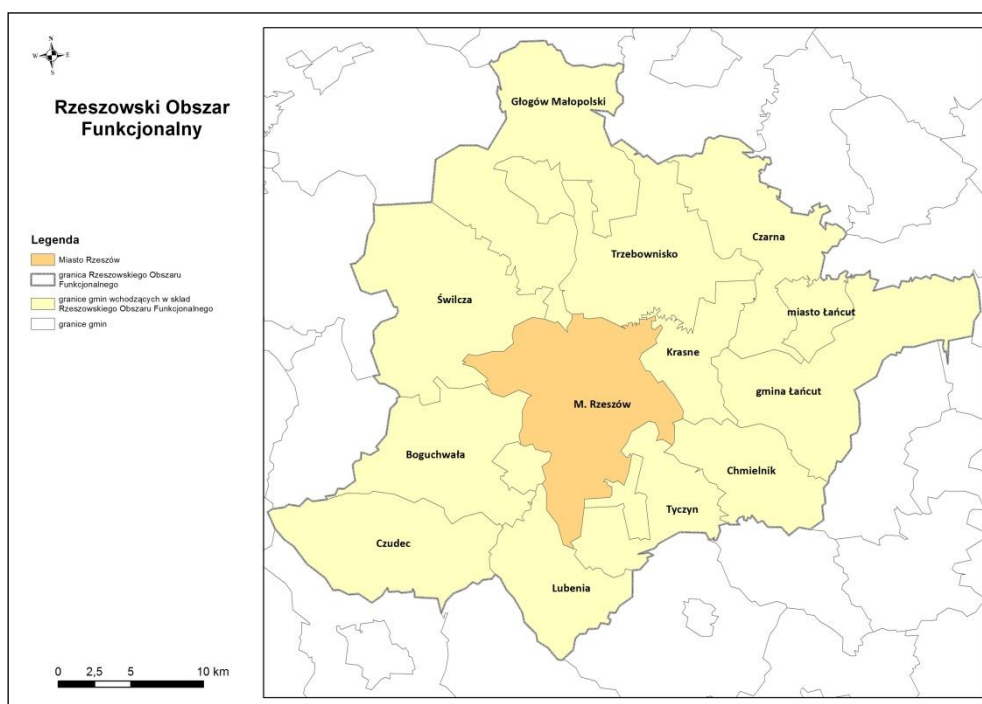 N
W E
S
Rzeszowski Obszar
Funkcjonalny
Legenda
Miasto Rzeszów
granica Rzeszowskiego Obszaru
Funkcjonalnego
granice gmin wchodzących w skład
Rzeszowskiego Obszaru Funkcjonalnego
granice gmin
0 2,5 5 10 km
Głogów Małopolski
Trzebownisko
Czarna
Świlcza
miasto Łańcut
Krasne
gmina Łańcut
M. Rzeszów
Boguchwała
Chmielnik
Tyczyn
Czudec
Lubenia